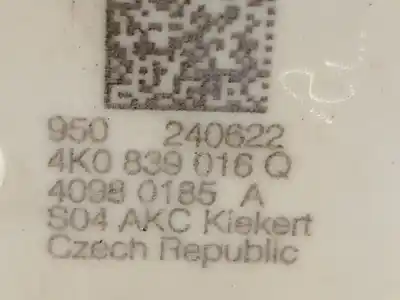 950 240622
4K0 839 016 Q
4098 0185 A
S04 AKC Kiekert
Czech Republic